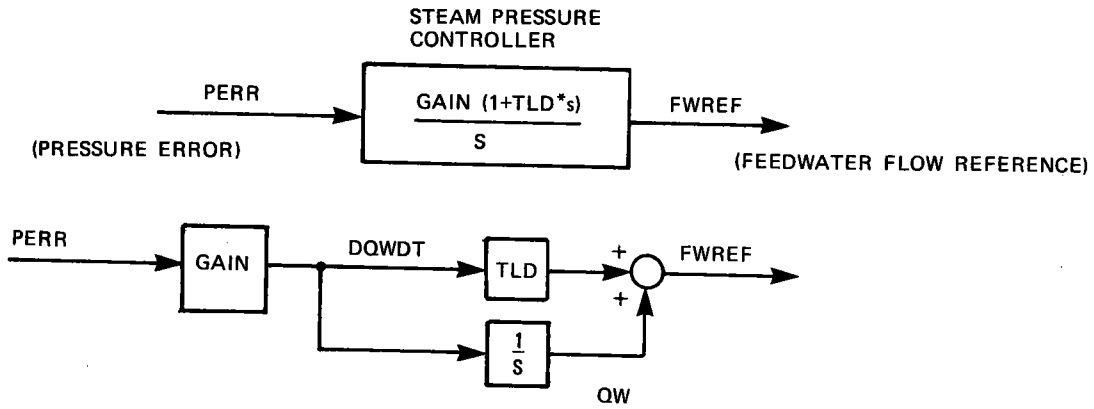 STEAM PRESSURE
CONTROLLER
PERR
GAIN (1+TLD*s)
S
FWREF
(PRESSURE ERROR)
(FEEDWATER FLOW REFERENCE)
PERR
GAIN
DQWDT
TLD
+
+
FWREF
1
S
QW